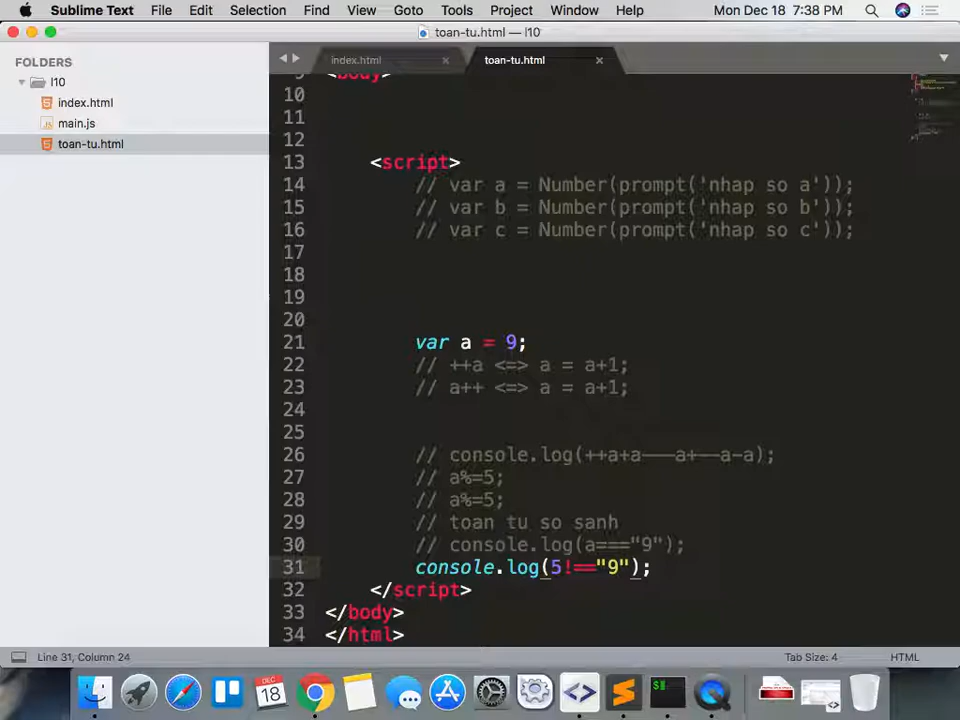 Sublime Text File Edit Selection Find View Goto Tools Project Window Help Mon Dec 18 7:38 PM
toan-tu.html — l10
FOLDERS
l10
index.html
main.js
toan-tu.html
index.html × toan-tu.html ×
9 <body>
10
11
12
13 <script>
14 // var a = Number(prompt('nhap so a'));
15 // var b = Number(prompt('nhap so b'));
16 // var c = Number(prompt('nhap so c'));
17
18
19
20
21 var a = 9;
22 // ++a <=> a = a+1;
23 // a++ <=> a = a+1;
24
25
26 // console.log(++a+a---a+--a-a);
27 // a%=5;
28 // a%=5;
29 // toan tu so sanh
30 // console.log(a==="9");
31 console.log(5!=="9");
32 </script>
33 </body>
34 </html>
Line 31, Column 24 Tab Size: 4 HTML
DEC
18